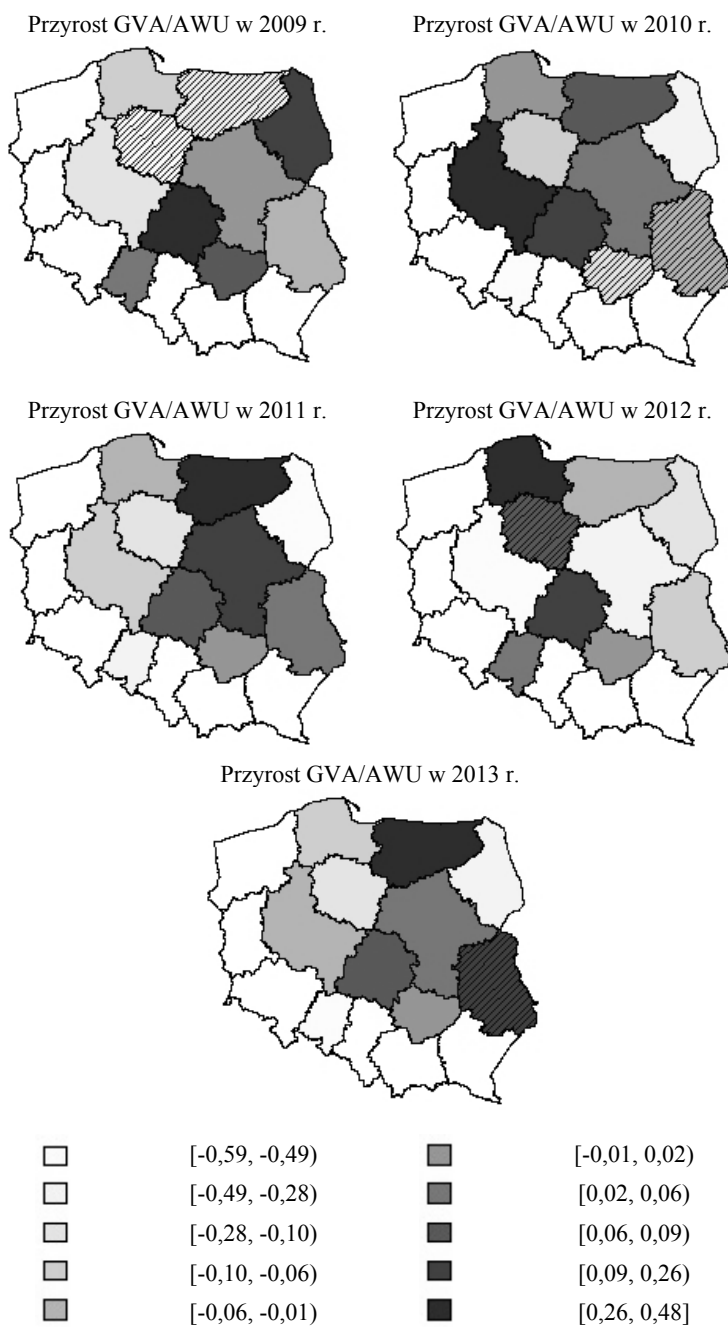 Przyrost GVA/AWU w 2009 r.
Przyrost GVA/AWU w 2010 r.
Przyrost GVA/AWU w 2011 r.
Przyrost GVA/AWU w 2012 r.
Przyrost GVA/AWU w 2013 r.
[-0,59, -0,49)
[-0,01, 0,02)
[-0,49, -0,28)
[0,02, 0,06)
[-0,28, -0,10)
[0,06, 0,09)
[-0,10, -0,06)
[0,09, 0,26)
[-0,06, -0,01)
[0,26, 0,48]